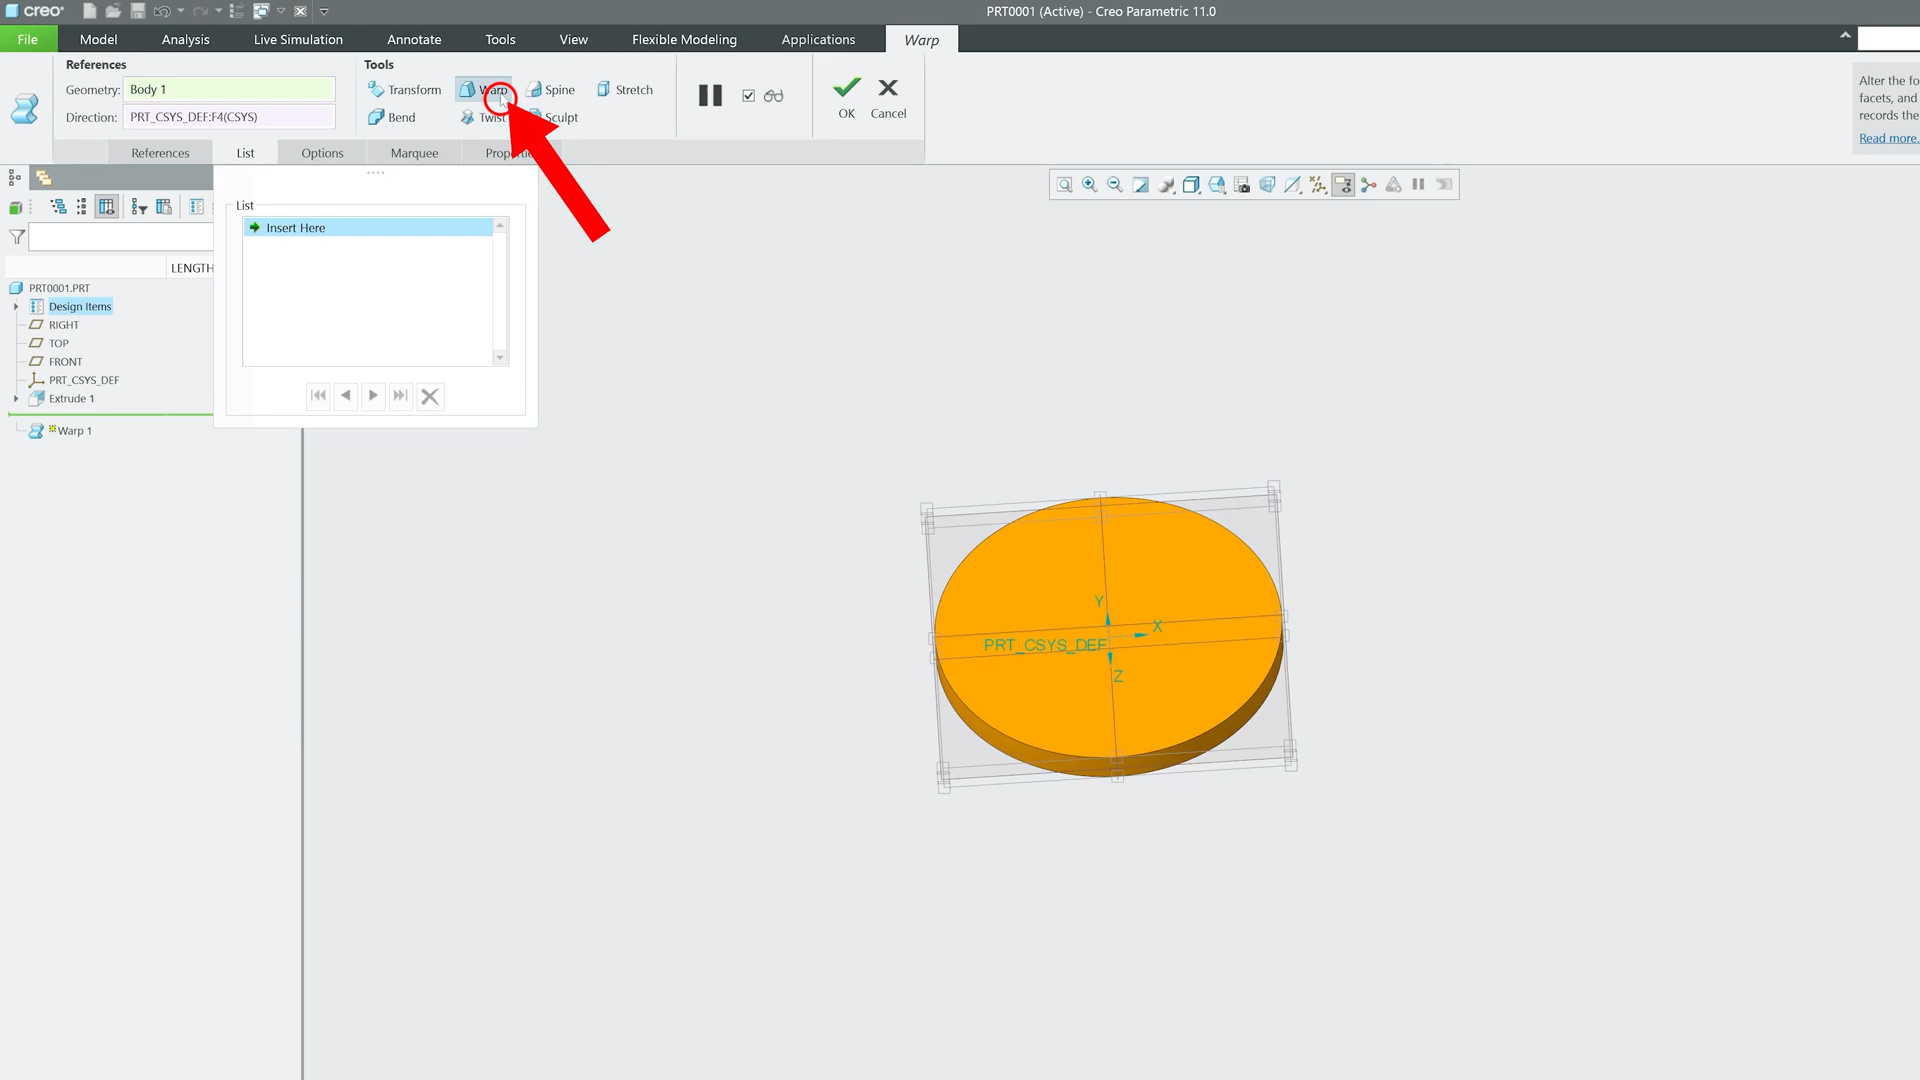 creo®
PRT0001 (Active) - Creo Parametric 11.0
File
Model
Analysis
Live Simulation
Annotate
Tools
View
Flexible Modeling
Applications
Warp
References
Geometry:
Body 1
Direction:
PRT_CSYS_DEF:F4(CSYS)
Tools
Transform
Warp
Spine
Stretch
Bend
Twist
Sculpt
OK
Cancel
Alter the fo
facets, and
records the
Read more.
References
List
Options
Marquee
List
Insert Here
LENGTH
PRT0001.PRT
Design Items
RIGHT
TOP
FRONT
PRT_CSYS_DEF
Extrude 1
Warp 1
Y
X
PRT_CSYS_DEF
Z